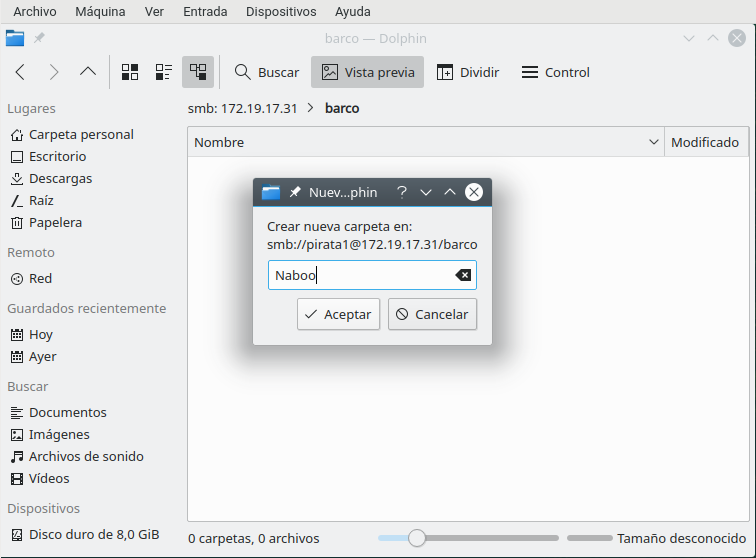 Archivo Máquina Ver Entrada Dispositivos Ayuda
barco — Dolphin
Buscar Vista previa Dividir Control
Lugares
Carpeta personal
Escritorio
Descargas
Raíz
Papelera
Remoto
Red
Guardados recientemente
Hoy
Ayer
Buscar
Documentos
Imágenes
Archivos de sonido
Vídeos
Dispositivos
Disco duro de 8,0 GiB
smb: 172.19.17.31 > barco
Nombre Modificado
Nuev...phin
Crear nueva carpeta en:
smb://pirata1@172.19.17.31/barco
Naboo
Aceptar Cancelar
0 carpetas, 0 archivos Tamaño desconocido